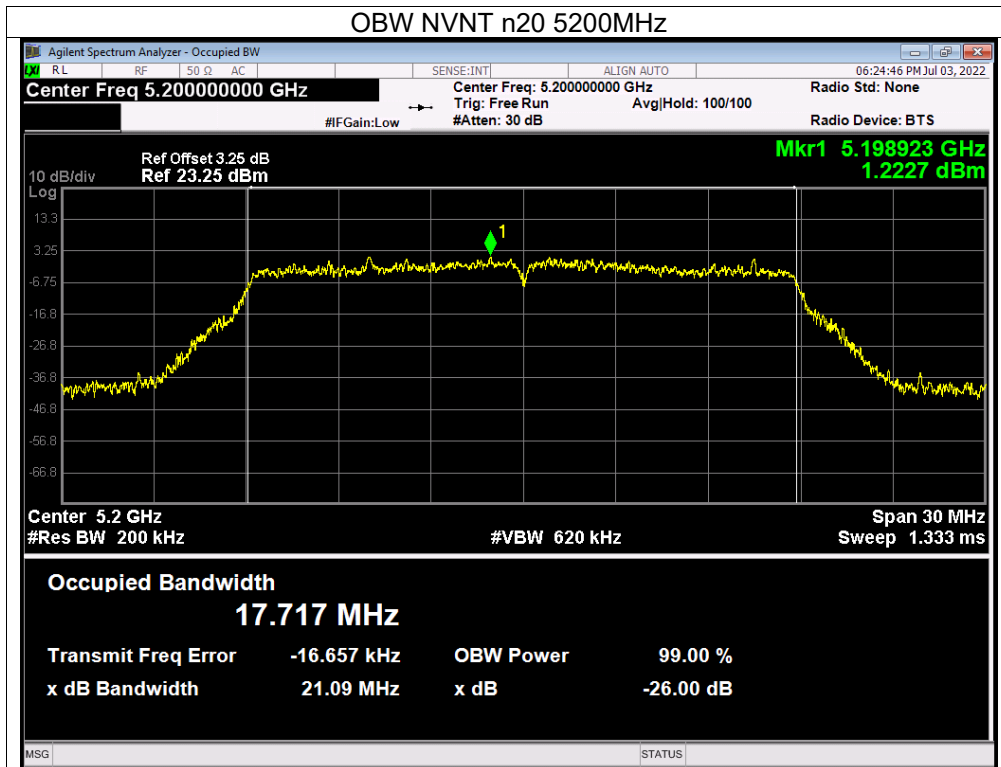 OBW NVNT n20 5200MHz
Agilent Spectrum Analyzer - Occupied BW
LXI RL RF 50 Ω AC SENSE:INT ALIGN AUTO 06:24:46 PM Jul 03, 2022
Center Freq 5.200000000 GHz
Center Freq: 5.200000000 GHz
Radio Std: None
Trig: Free Run
Avg|Hold: 100/100
#IFGain:Low
#Atten: 30 dB
Radio Device: BTS
Mkr1 5.198923 GHz
1.2227 dBm
Ref Offset 3.25 dB
10 dB/div
Ref 23.25 dBm
Log
13.3
1
3.25
-6.75
-16.8
-26.8
-36.8
-46.8
-56.8
-66.8
Center 5.2 GHz
Span 30 MHz
#Res BW 200 kHz
#VBW 620 kHz
Sweep 1.333 ms
Occupied Bandwidth
17.717 MHz
Transmit Freq Error -16.657 kHz OBW Power 99.00 %
x dB Bandwidth 21.09 MHz x dB -26.00 dB
MSG STATUS